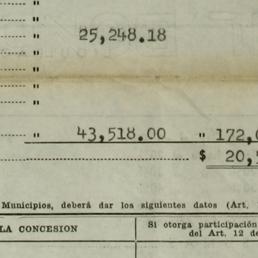 "
"
" 25,248.18
"
"
"
" 43,518.00 " 172,
$ 20,
Municipios, deberá dar los siguientes datos (Art.
LA CONCESION
Si otorga participación
del Art. 12 de